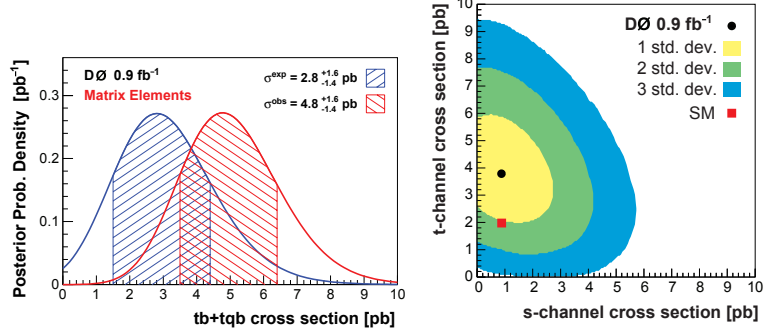 DØ 0.9 fb⁻¹
Matrix Elements
σᵉˣᵖ = 2.8 +1.6 -1.4 pb
σᵒᵇˢ = 4.8 +1.6 -1.4 pb
Posterior Prob. Density [pb⁻¹]
0.3
0.2
0.1
0
0 1 2 3 4 5 6 7 8 9 10
tb+tqb cross section [pb]
DØ 0.9 fb⁻¹
1 std. dev.
2 std. dev.
3 std. dev.
SM
t-channel cross section [pb]
10
9
8
7
6
5
4
3
2
1
0
0 1 2 3 4 5 6 7 8 9 10
s-channel cross section [pb]